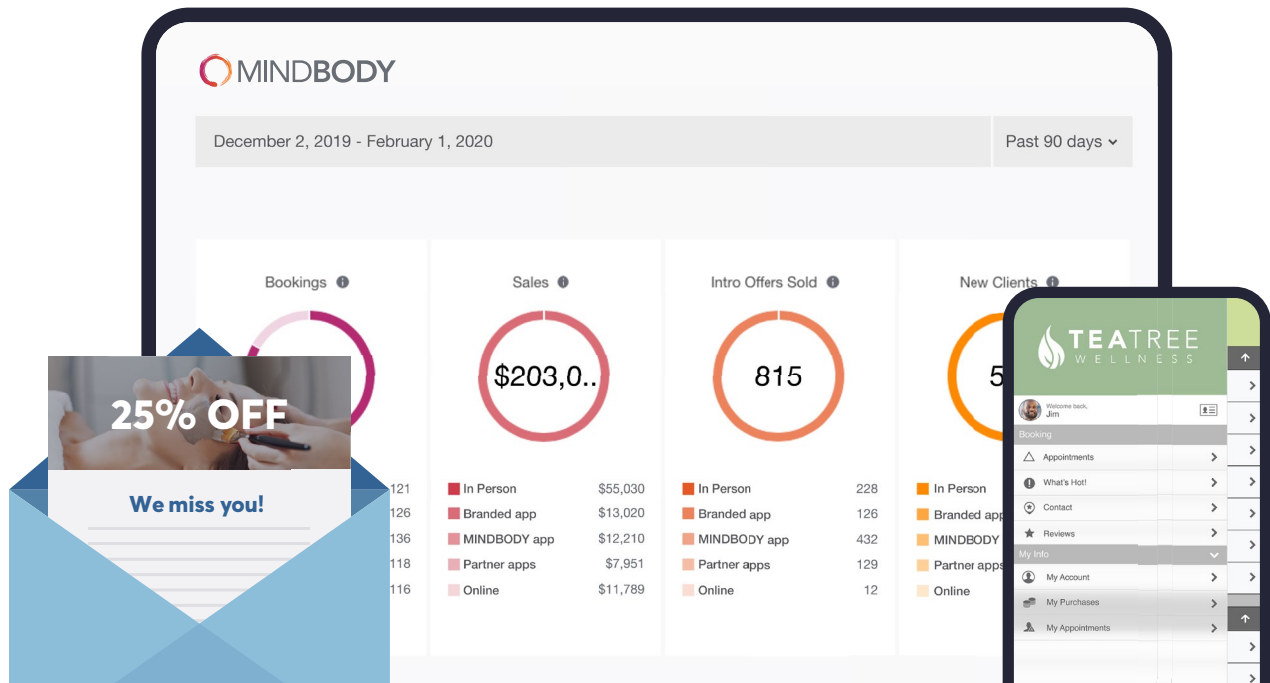 MINDBODY
December 2, 2019 - February 1, 2020
Past 90 days
Bookings
Sales
Intro Offers Sold
New Clients
$203,0..
815
5
121
126
136
118
116
In Person $55,030
Branded app $13,020
MINDBODY app $12,210
Partner apps $7,951
Online $11,789
In Person 228
Branded app 126
MINDBODY app 432
Partner apps 129
Online 12
In Person
Branded app
MINDBODY
Partner apps
Online
25% OFF
We miss you!
TEATREE
WELLNESS
Welcome back,
Jim
Booking
Appointments
What's Hot!
Contact
Reviews
My Info
My Account
My Purchases
My Appointments